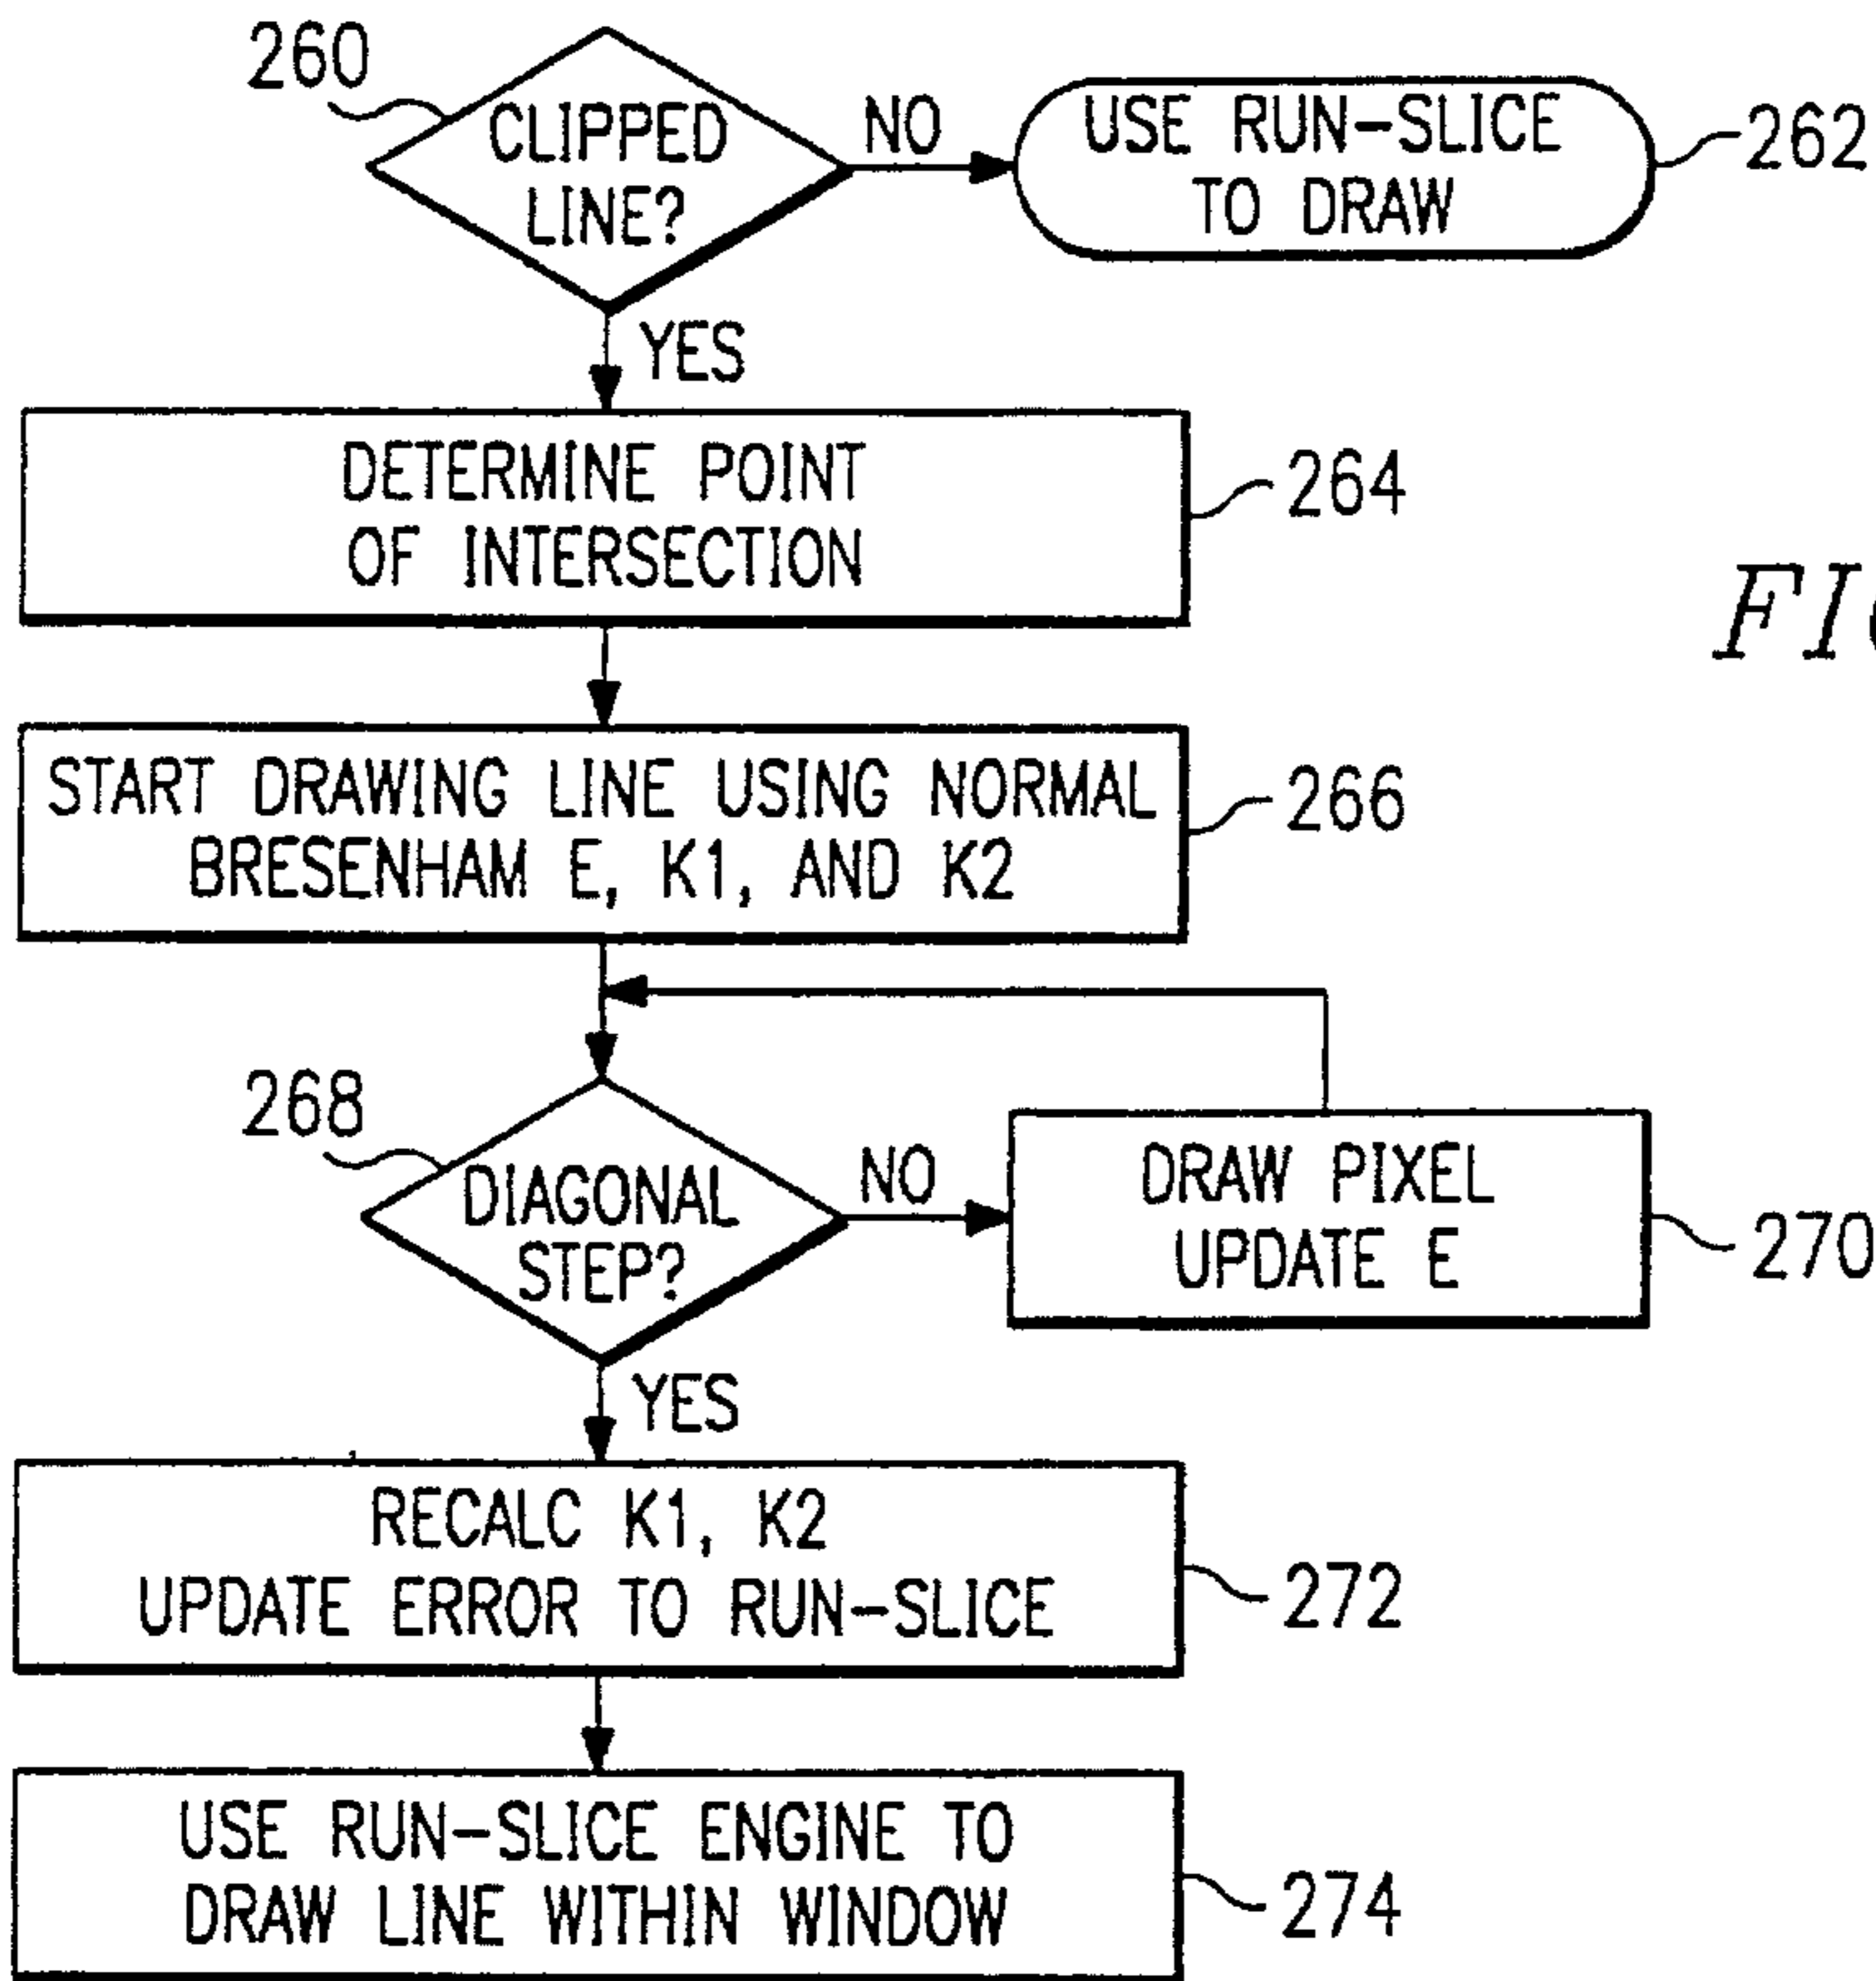 260
CLIPPED
LINE?
NO
USE RUN-SLICE
TO DRAW
262
YES
DETERMINE POINT
OF INTERSECTION
264
START DRAWING LINE USING NORMAL
BRESENHAM E, K1, AND K2
266
268
DIAGONAL
STEP?
NO
DRAW PIXEL
UPDATE E
270
YES
RECALC K1, K2
UPDATE ERROR TO RUN-SLICE
272
USE RUN-SLICE ENGINE TO
DRAW LINE WITHIN WINDOW
274